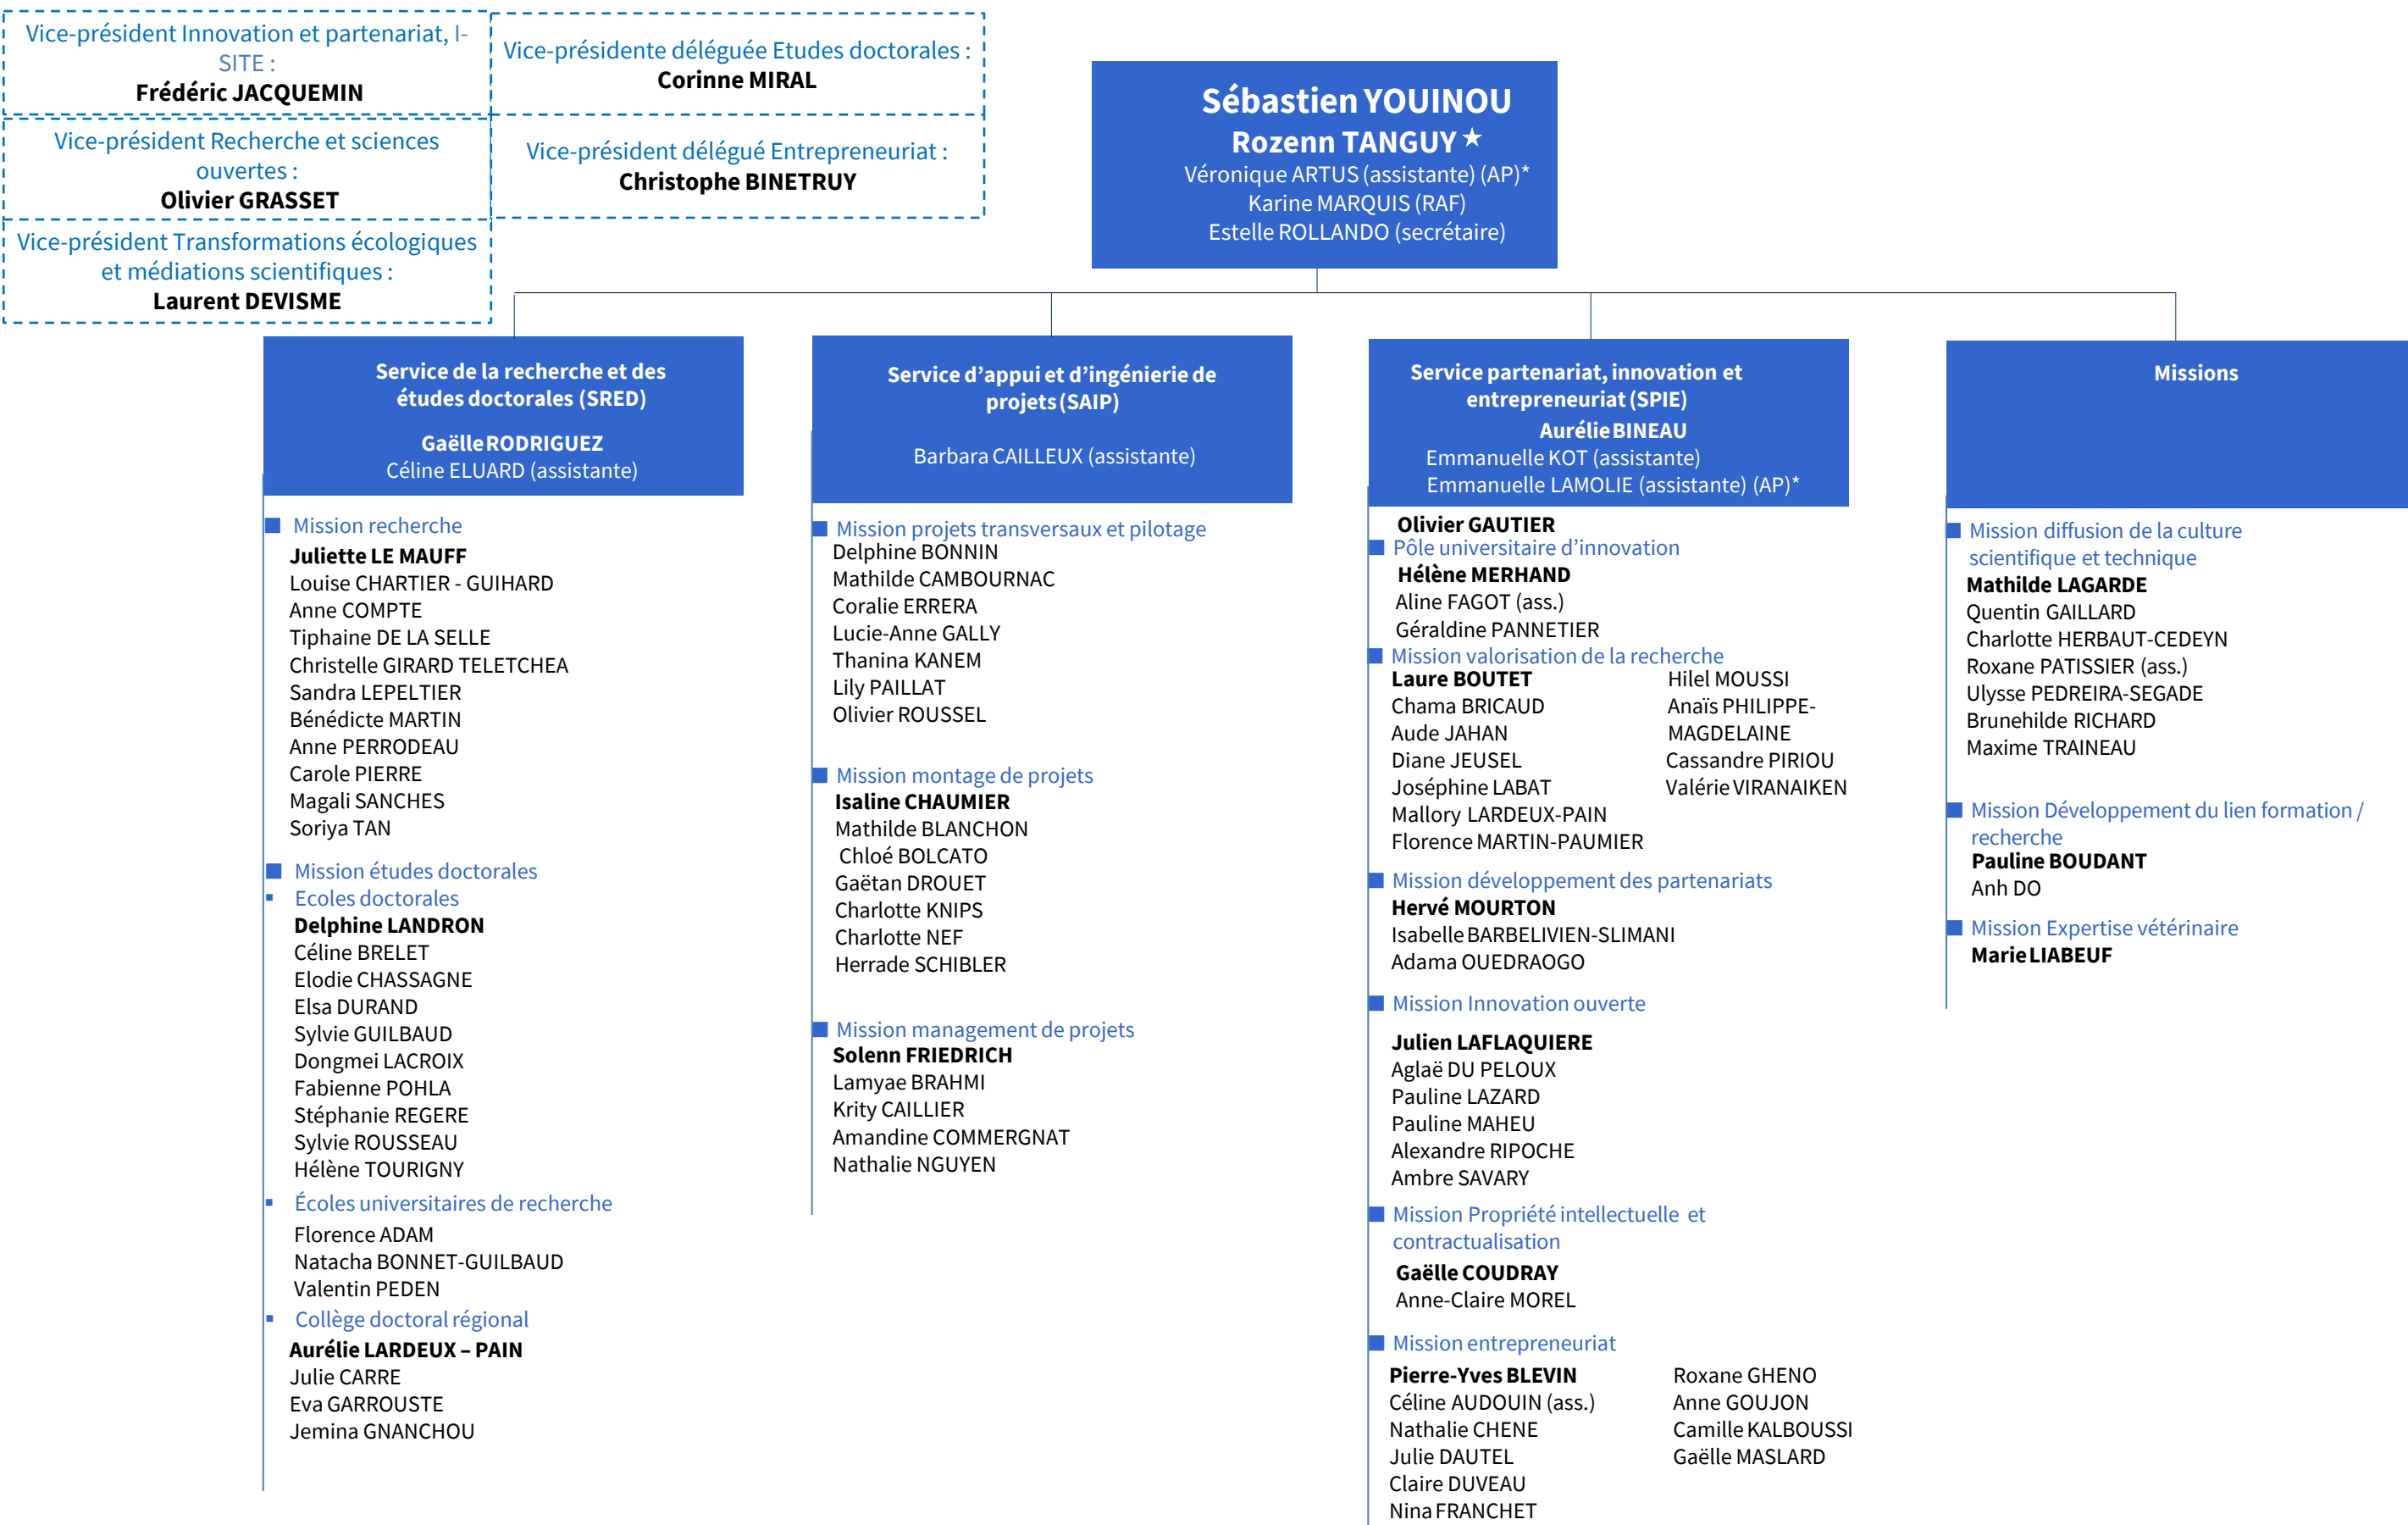 Vice-président Innovation et partenariat, I-
SITE :
Frédéric JACQUEMIN
Vice-présidente déléguée Etudes doctorales :
Corinne MIRAL
Vice-président Recherche et sciences
ouvertes :
Olivier GRASSET
Vice-président délégué Entrepreneuriat :
Christophe BINETRUY
Vice-président Transformations écologiques
et médiations scientifiques :
Laurent DEVISME
Sébastien YOUINOU
Rozenn TANGUY ★
Véronique ARTUS (assistante) (AP)*
Karine MARQUIS (RAF)
Estelle ROLLANDO (secrétaire)
Service de la recherche et des
études doctorales (SRED)
Gaëlle RODRIGUEZ
Céline ELUARD (assistante)
Mission recherche
Juliette LE MAUFF
Louise CHARTIER - GUIHARD
Anne COMPTE
Tiphaine DE LA SELLE
Christelle GIRARD TELETCHEA
Sandra LEPELTIER
Bénédicte MARTIN
Anne PERRODEAU
Carole PIERRE
Magali SANCHES
Soriya TAN
Mission études doctorales
Ecoles doctorales
Delphine LANDRON
Céline BRELET
Elodie CHASSAGNE
Elsa DURAND
Sylvie GUILBAUD
Dongmei LACROIX
Fabienne POHLA
Stéphanie REGERE
Sylvie ROUSSEAU
Hélène TOURIGNY
Écoles universitaires de recherche
Florence ADAM
Natacha BONNET-GUILBAUD
Valentin PEDEN
Collège doctoral régional
Aurélie LARDEUX – PAIN
Julie CARRE
Eva GARROUSTE
Jemina GNANCHOU
Service d’appui et d’ingénierie de
projets (SAIP)
Barbara CAILLEUX (assistante)
Mission projets transversaux et pilotage
Delphine BONNIN
Mathilde CAMBOURNAC
Coralie ERRERA
Lucie-Anne GALLY
Thanina KANEM
Lily PAILLAT
Olivier ROUSSEL
Mission montage de projets
Isaline CHAUMIER
Mathilde BLANCHON
Chloé BOLCATO
Gaëtan DROUET
Charlotte KNIPS
Charlotte NEF
Herrade SCHIBLER
Mission management de projets
Solenn FRIEDRICH
Lamyae BRAHMI
Krity CAILLIER
Amandine COMMERGNAT
Nathalie NGUYEN
Service partenariat, innovation et
entrepreneuriat (SPIE)
Aurélie BINEAU
Emmanuelle KOT (assistante)
Emmanuelle LAMOLIE (assistante) (AP)*
Olivier GAUTIER
Pôle universitaire d’innovation
Hélène MERHAND
Aline FAGOT (ass.)
Géraldine PANNETIER
Mission valorisation de la recherche
Laure BOUTET
Chama BRICAUD
Aude JAHAN
Diane JEUSEL
Joséphine LABAT
Mallory LARDEUX-PAIN
Florence MARTIN-PAUMIER
Hilel MOUSSI
Anaïs PHILIPPE-
MAGDELAINE
Cassandre PIRIOU
Valérie VIRANAIKEN
Mission développement des partenariats
Hervé MOURTON
Isabelle BARBELIVIEN-SLIMANI
Adama OUEDRAOGO
Mission Innovation ouverte
Julien LAFLAQUIERE
Aglaë DU PELOUX
Pauline LAZARD
Pauline MAHEU
Alexandre RIPOCHE
Ambre SAVARY
Mission Propriété intellectuelle et
contractualisation
Gaëlle COUDRAY
Anne-Claire MOREL
Mission entrepreneuriat
Pierre-Yves BLEVIN
Céline AUDOUIN (ass.)
Nathalie CHENE
Julie DAUTEL
Claire DUVEAU
Nina FRANCHET
Roxane GHENO
Anne GOUJON
Camille KALBOUSSI
Gaëlle MASLARD
Missions
Mission diffusion de la culture
scientifique et technique
Mathilde LAGARDE
Quentin GAILLARD
Charlotte HERBAUT-CEDEYN
Roxane PATISSIER (ass.)
Ulysse PEDREIRA-SEGADE
Brunehilde RICHARD
Maxime TRAINEAU
Mission Développement du lien formation /
recherche
Pauline BOUDANT
Anh DO
Mission Expertise vétérinaire
Marie LIABEUF